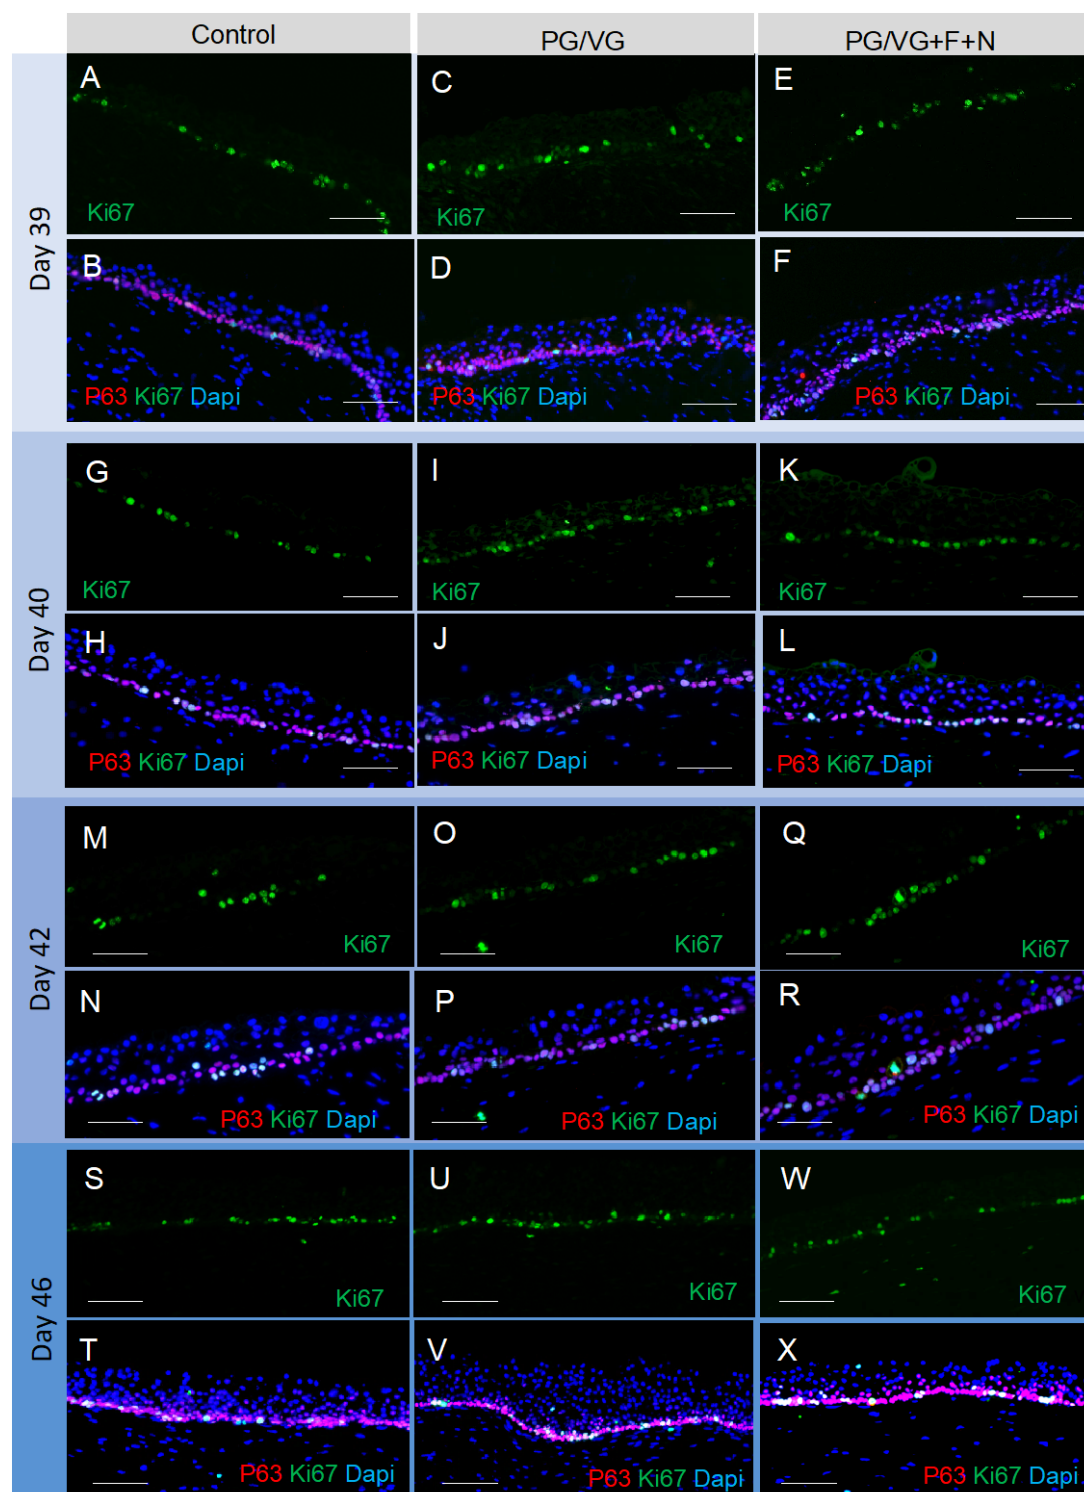 Control PG/VG PG/VG+F+N
Day 39
A C E
Ki67 Ki67 Ki67
B D F
P63 Ki67 Dapi P63 Ki67 Dapi P63 Ki67 Dapi
Day 40
G I K
Ki67 Ki67 Ki67
H J L
P63 Ki67 Dapi P63 Ki67 Dapi P63 Ki67 Dapi
Day 42
M O Q
Ki67 Ki67 Ki67
N P R
P63 Ki67 Dapi P63 Ki67 Dapi P63 Ki67 Dapi
Day 46
S U W
Ki67 Ki67 Ki67
T V X
P63 Ki67 Dapi P63 Ki67 Dapi P63 Ki67 Dapi